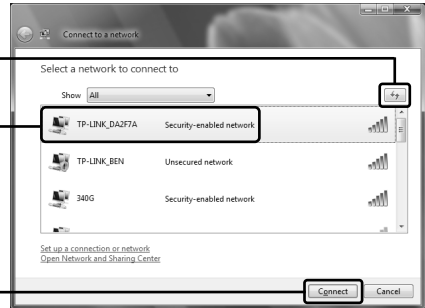 Connect to a network
Select a network to connect to
Show All
TP-LINK_DA2F7A Security-enabled network
TP-LINK_BEN Unsecured network
340G Security-enabled network
Set up a connection or network
Open Network and Sharing Center
Connect Cancel